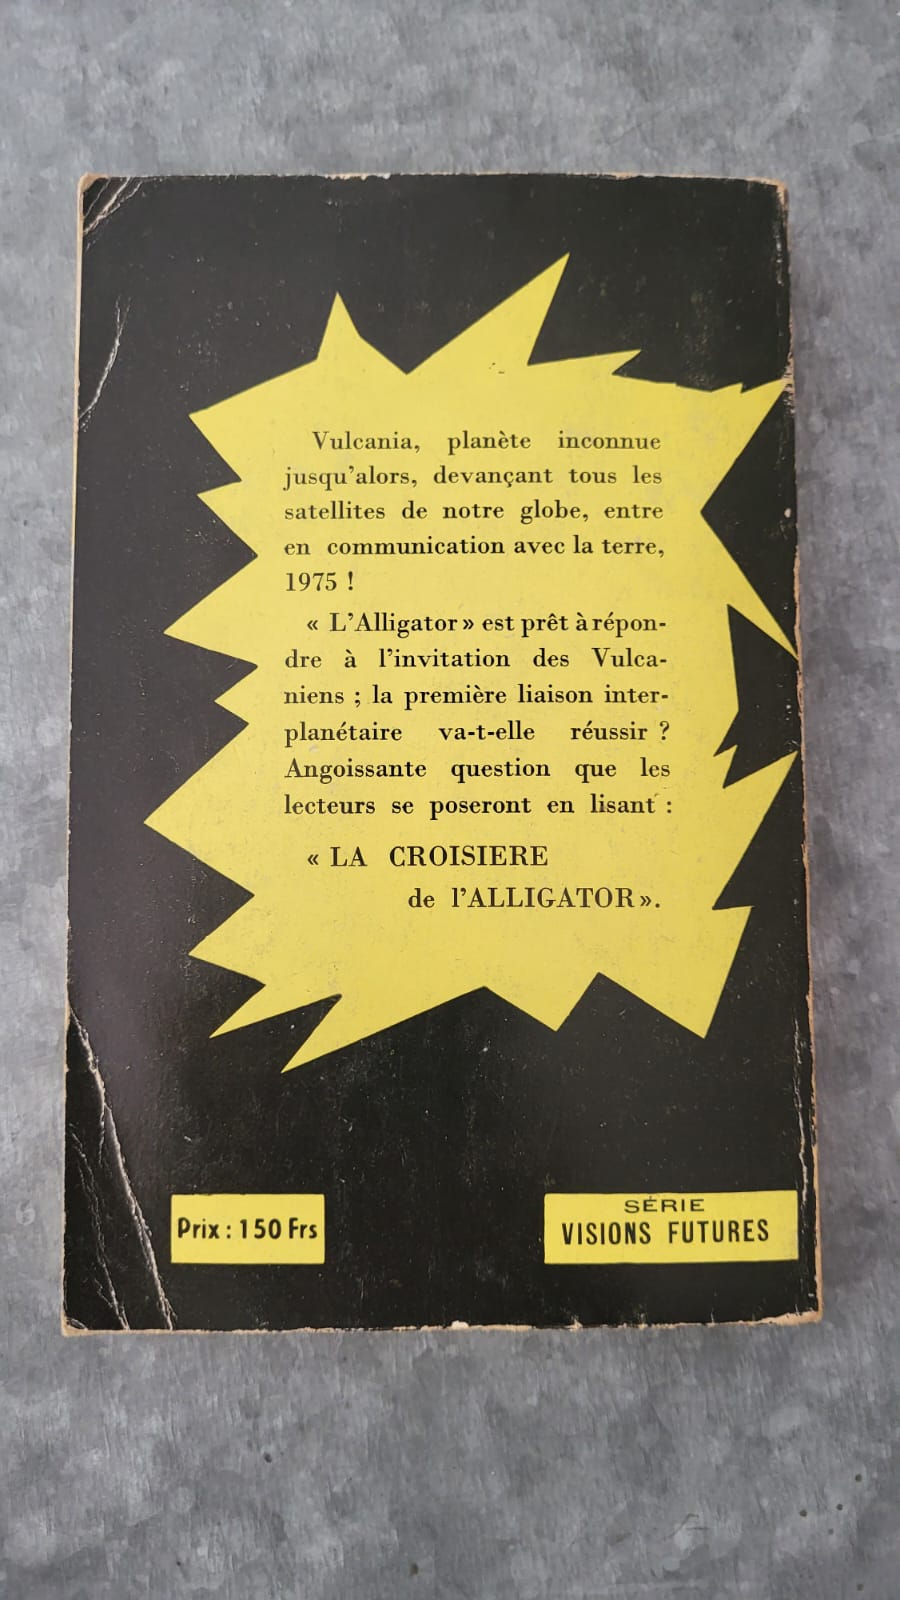 Vulcania, planète inconnue
jusqu'alors, devançant tous les
satellites de notre globe, entre
en communication avec la terre,
1975 !
« L'Alligator » est prêt à répon-
dre à l'invitation des Vulca-
niens ; la première liaison inter-
planétaire va-t-elle réussir ?
Angoissante question que les
lecteurs se poseront en lisant :
« LA CROISIERE
de l'ALLIGATOR ».
Prix : 150 Frs
SÉRIE
VISIONS FUTURES